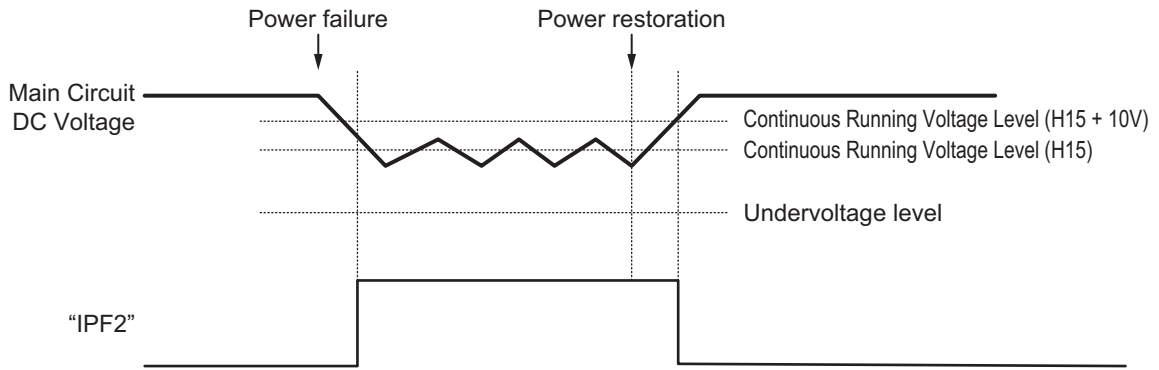 Power failure
Power restoration
Main Circuit
DC Voltage
Continuous Running Voltage Level (H15 + 10V)
Continuous Running Voltage Level (H15)
Undervoltage level
“IPF2”